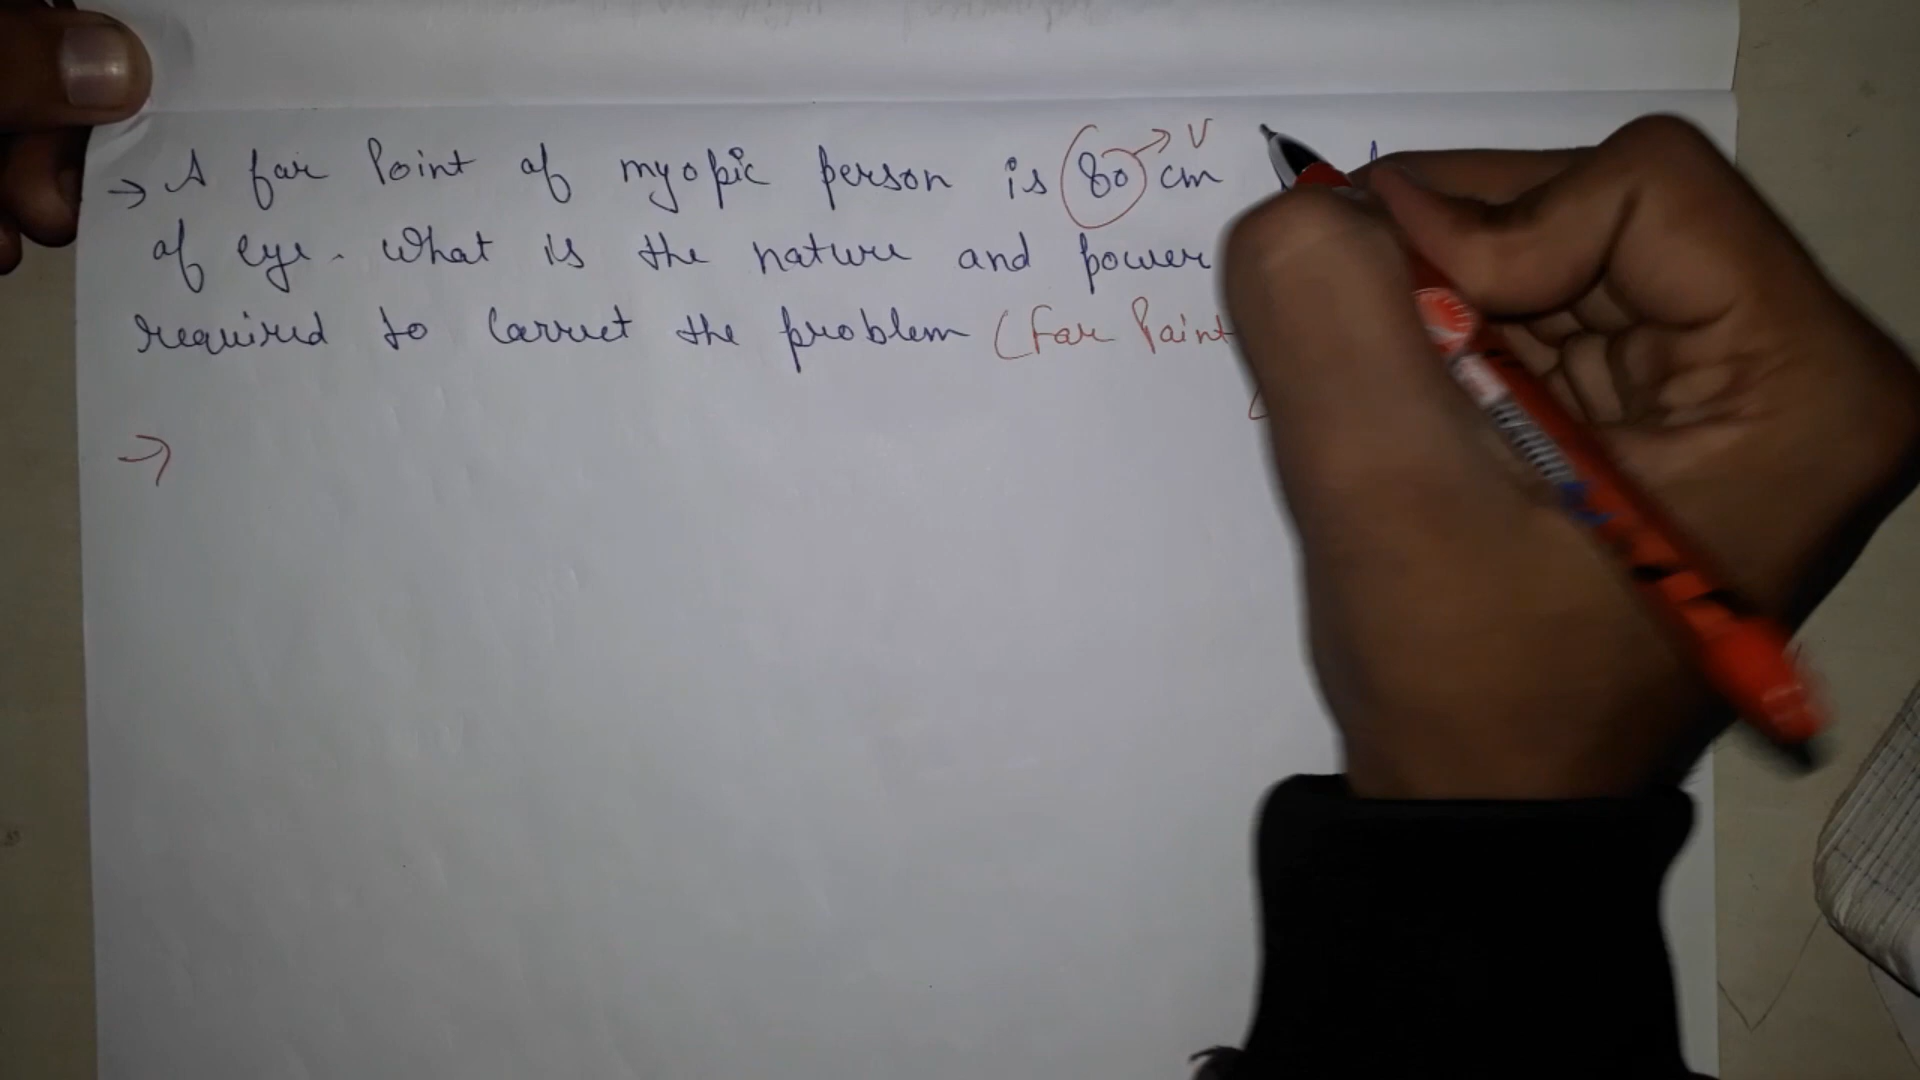 → A far Point of myopic person is 80 cm → V
of eye. What is the nature and power
required to Correct the problem (Far Point
→